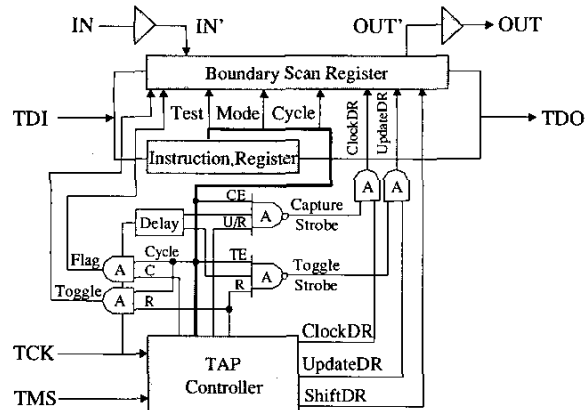 IN
IN'
OUT'
OUT
Boundary Scan Register
TDI
TDO
Test Mode Cycle
ClockDR
UpdateDR
Instruction,Register
A
A
CE
Capture
Strobe
A
Delay
U/R
Cycle
TE
Toggle
Strobe
A
Flag
A
C
R
Toggle
A
R
TCK
TMS
TAP
Controller
ClockDR
UpdateDR
ShiftDR